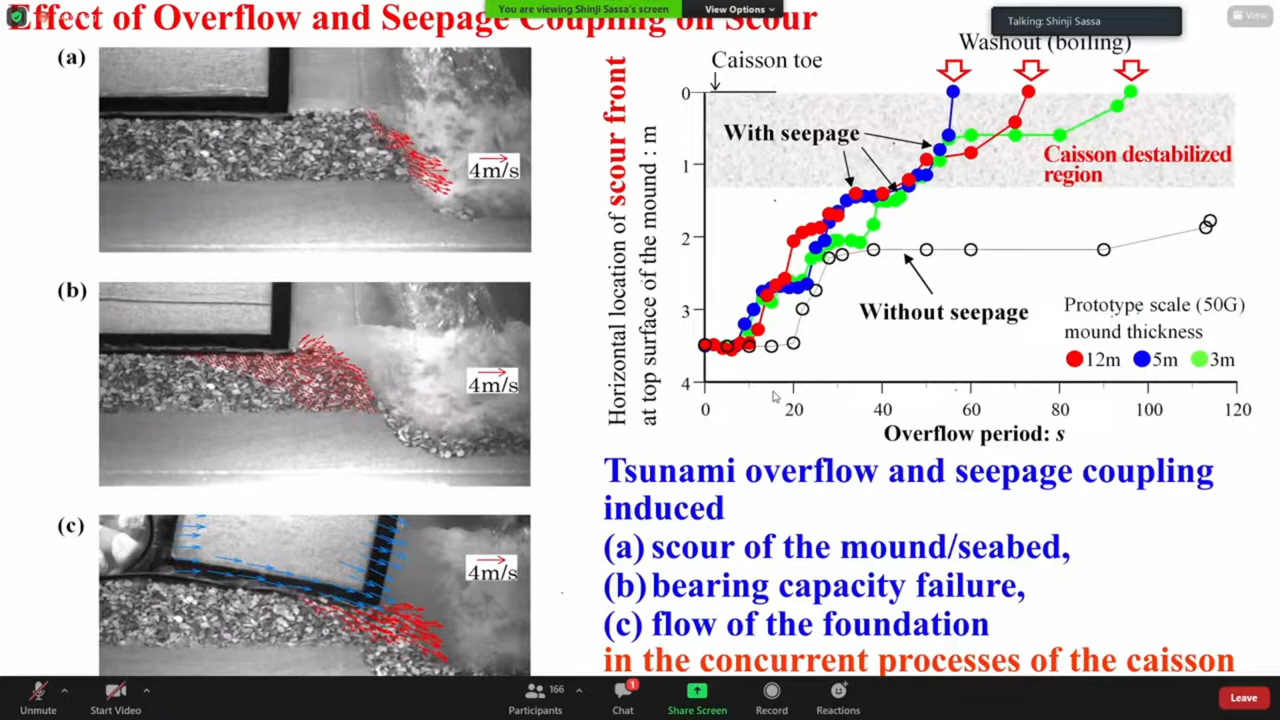 Effect of Overflow and Seepage Coupling on Scour
You are viewing Shinji Sassa's screen
View Options
Talking: Shinji Sassa
View
(a)
4m/s
(b)
4m/s
(c)
4m/s
Washout (boiling)
Caisson toe
With seepage
Caisson destabilized
region
Without seepage
Prototype scale (50G)
mound thickness
12m 5m 3m
Horizontal location of scour front
at top surface of the mound : m
0
1
2
3
4
0 20 40 60 80 100 120
Overflow period: s
Tsunami overflow and seepage coupling
induced
(a) scour of the mound/seabed,
(b) bearing capacity failure,
(c) flow of the foundation
in the concurrent processes of the caisson
Unmute
Start Video
166
Participants
1
Chat
Share Screen
Record
Reactions
Leave